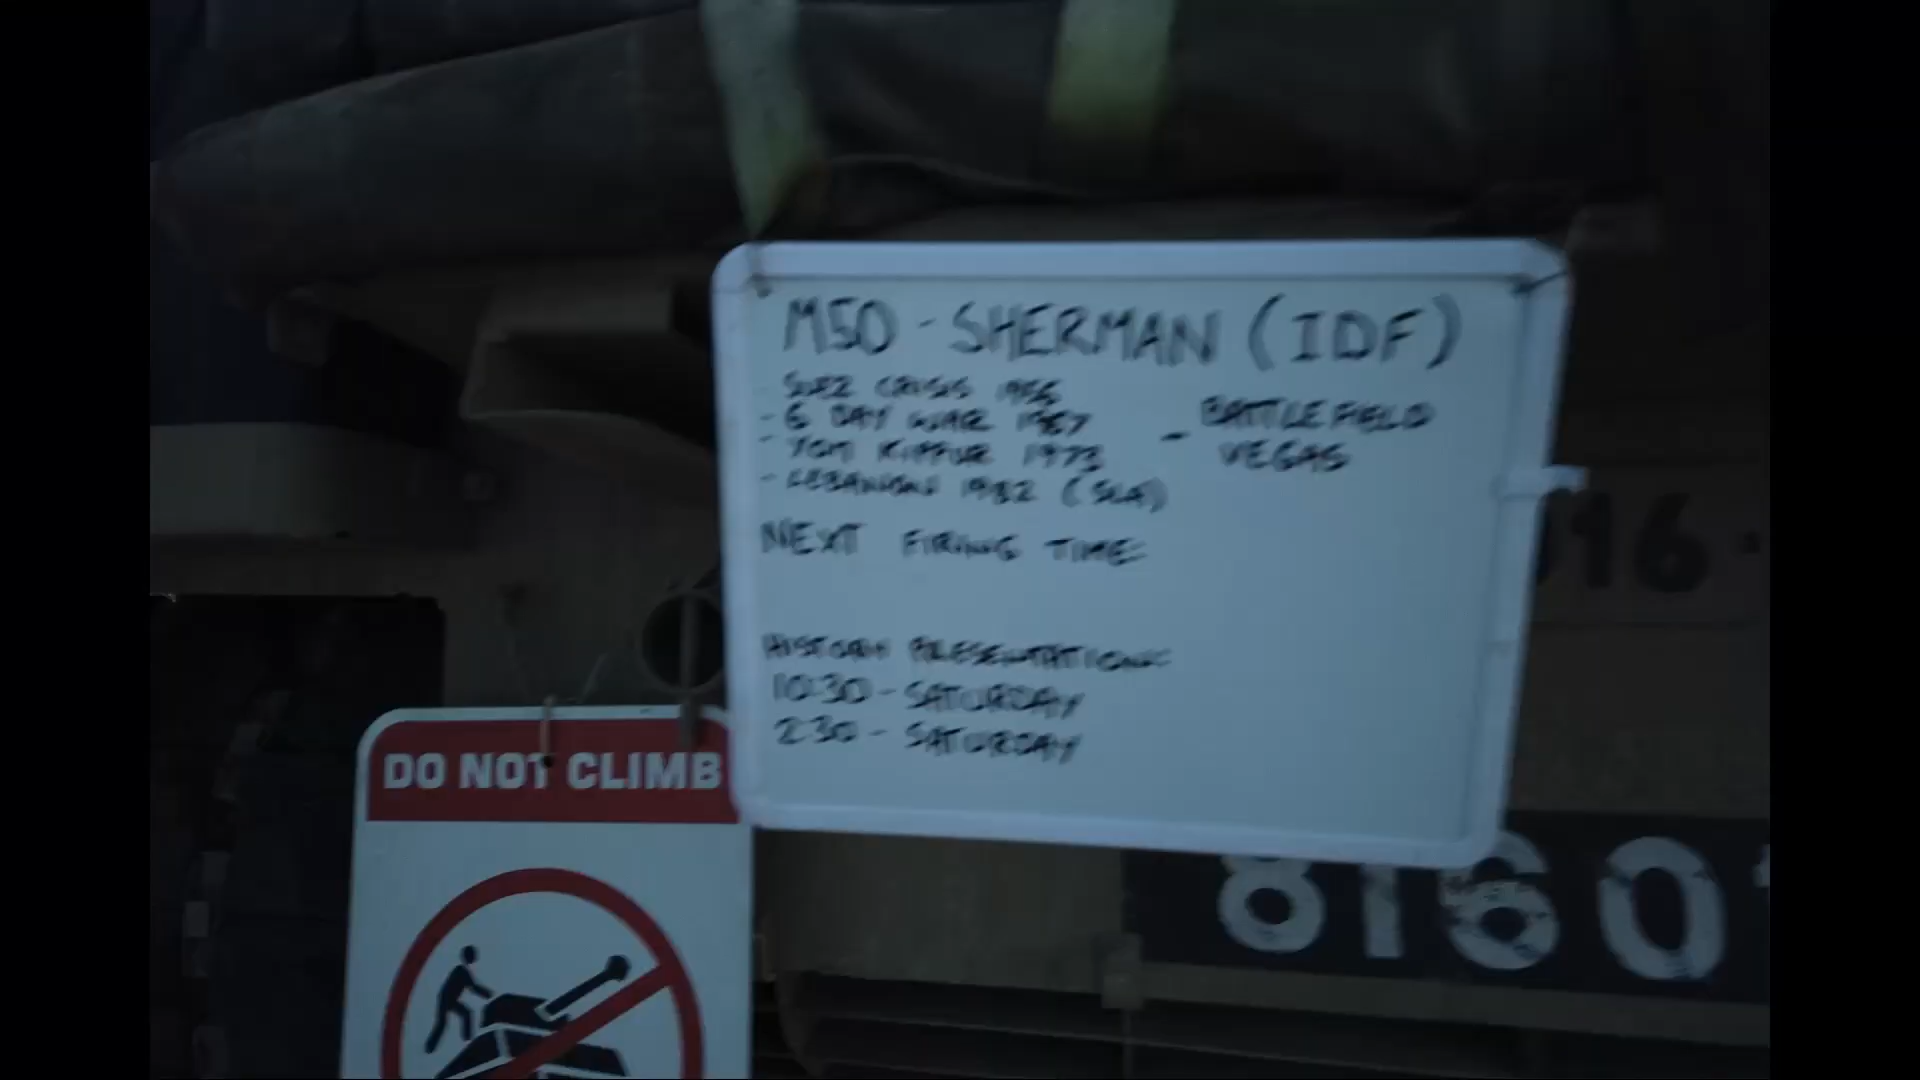 M50 - SHERMAN (IDF)
- SUEZ CRISIS 1956
- 6 DAY WAR 1967
- YOM KIPPUR 1973
- LEBANON 1982 (SLA)
- BATTLEFIELD
VEGAS
NEXT FIRING TIME:
HISTORY PRESENTATION:
10:30 - SATURDAY
2:30 - SATURDAY
DO NOT CLIMB
816
8160